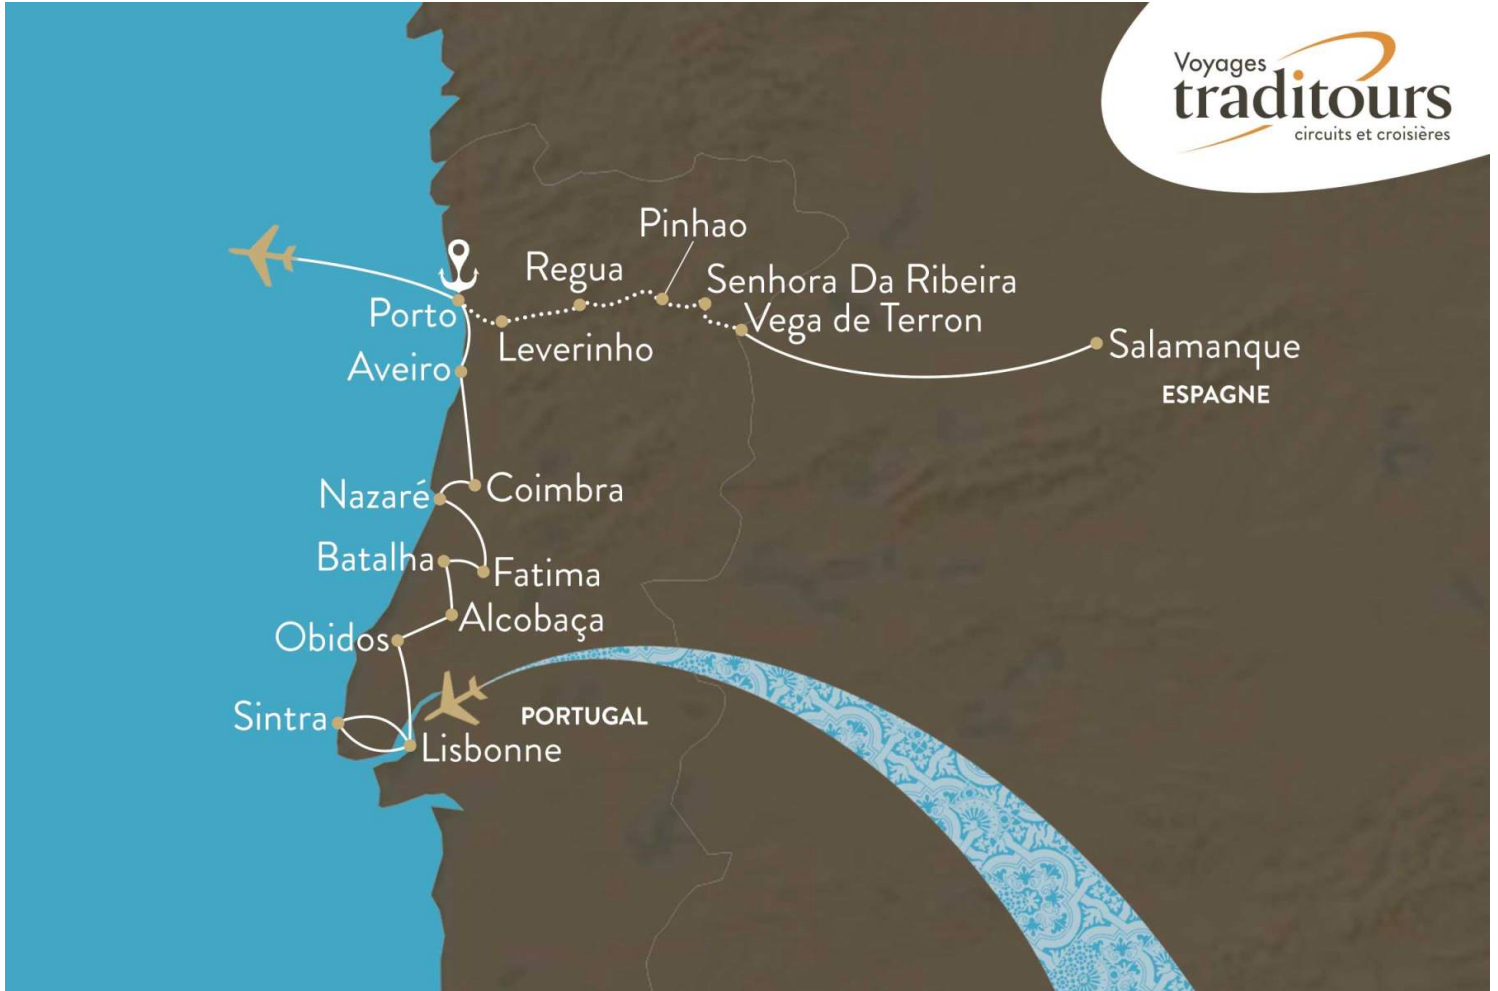 Voyages
traditours
circuits et croisières
Pinhao
Regua
Senhora Da Ribeira
Porto
Vega de Terron
Leverinho
Salamanque
Aveiro
ESPAGNE
Nazaré
Coimbra
Batalha
Fatima
Alcobaça
Obidos
Sintra
PORTUGAL
Lisbonne